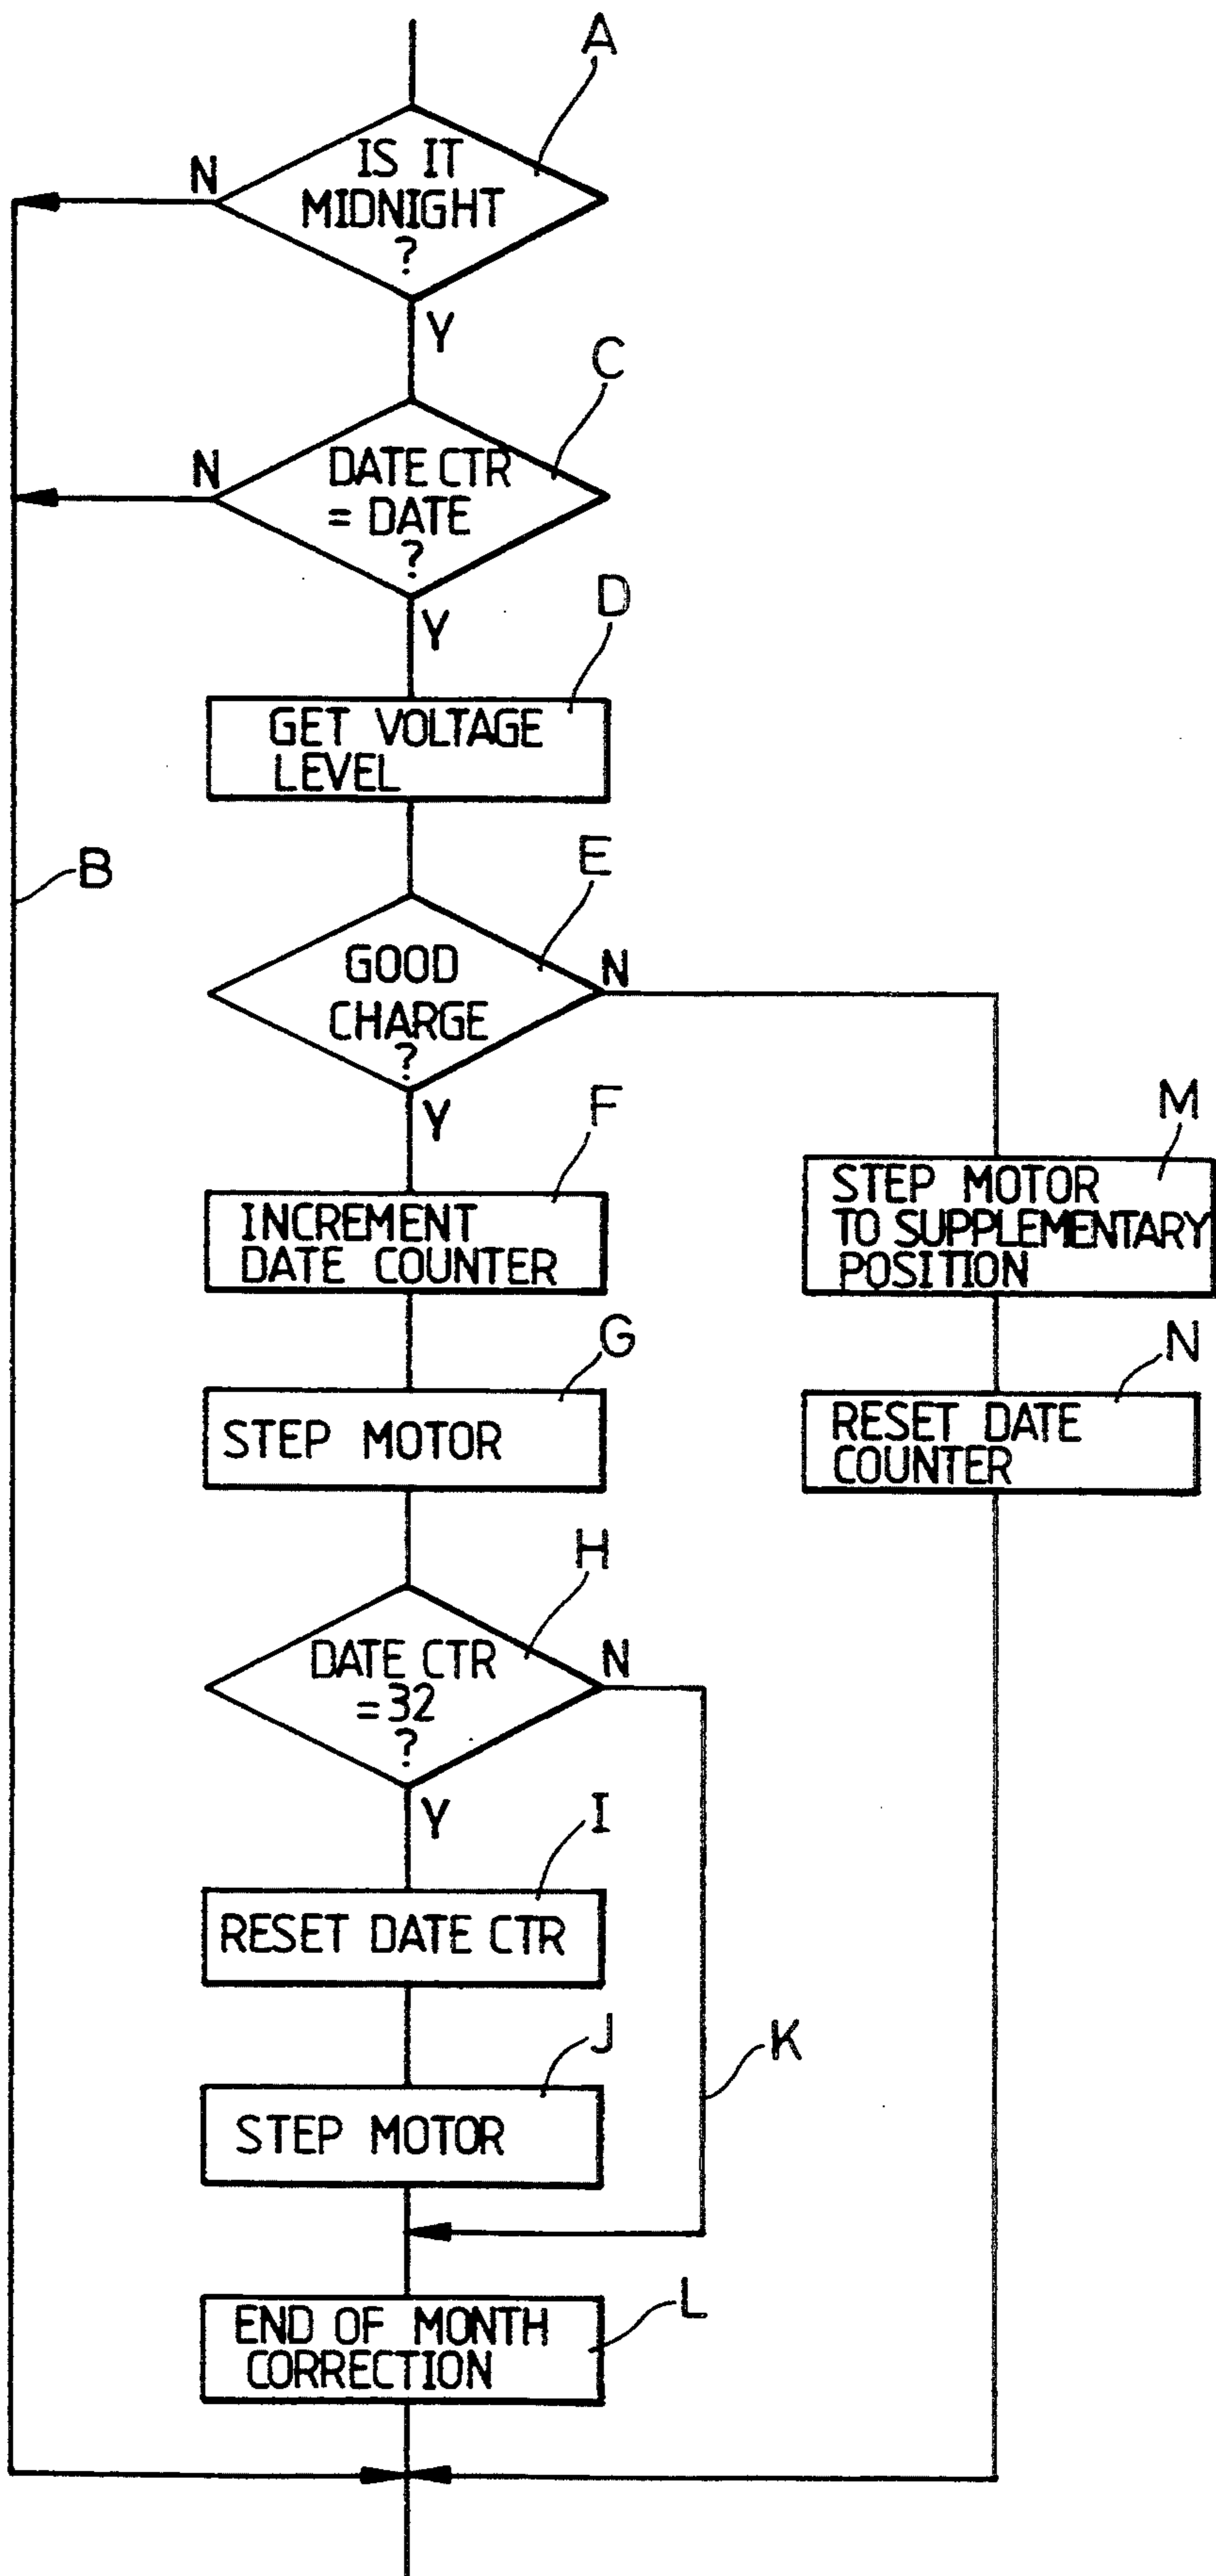 A
IS IT
MIDNIGHT
?
N
Y
C
DATE CTR
= DATE
?
N
Y
D
GET VOLTAGE
LEVEL
B
E
GOOD
CHARGE
?
N
Y
F
INCREMENT
DATE COUNTER
M
STEP MOTOR
TO SUPPLEMENTARY
POSITION
G
STEP MOTOR
N
RESET DATE
COUNTER
H
DATE CTR
=32
?
N
Y
I
RESET DATE CTR
J
STEP MOTOR
K
L
END OF MONTH
CORRECTION